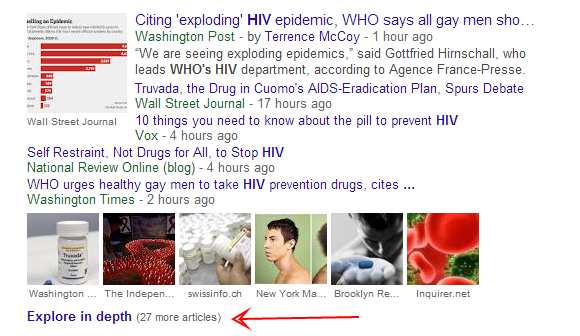 Citing 'exploding' HIV epidemic, WHO says all gay men sho…
Washington Post - by Terrence McCoy - 1 hour ago
“We are seeing exploding epidemics,” said Gottfried Hirnschall, who
leads WHO's HIV department, according to Agence France-Presse.
Truvada, the Drug in Cuomo's AIDS-Eradication Plan, Spurs Debate
Wall Street Journal - 17 hours ago
Wall Street Journal
10 things you need to know about the pill to prevent HIV
Vox - 4 hours ago
Self Restraint, Not Drugs for All, to Stop HIV
National Review Online (blog) - 4 hours ago
WHO urges healthy gay men to take HIV prevention drugs, cites ...
Washington Times - 2 hours ago
Truvada
Washington ...
The Indepen...
swissinfo.ch
New York Ma...
Brooklyn Re...
Inquirer.net
Explore in depth (27 more articles)